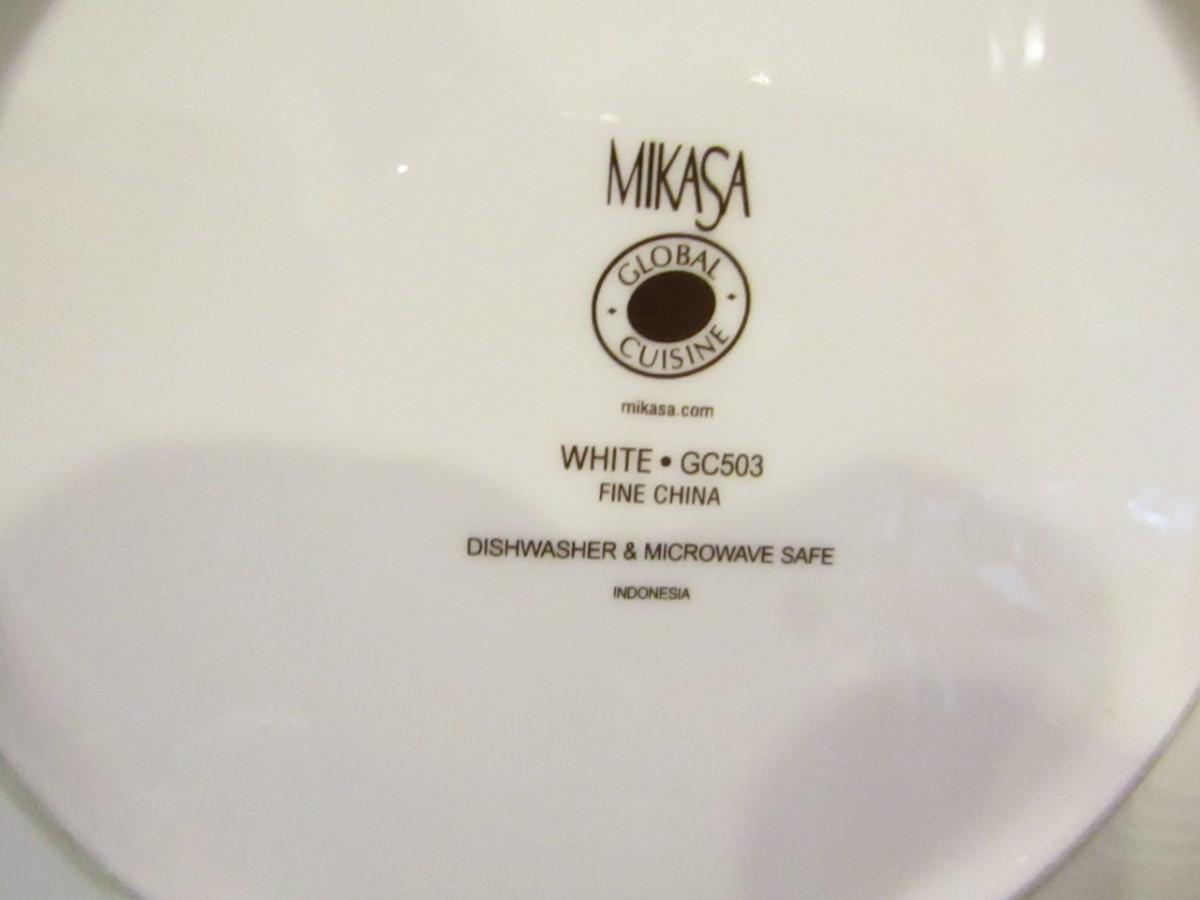 MIKASA
GLOBAL
CUISINE
mikasa.com
WHITE • GC503
FINE CHINA
DISHWASHER & MICROWAVE SAFE
INDONESIA